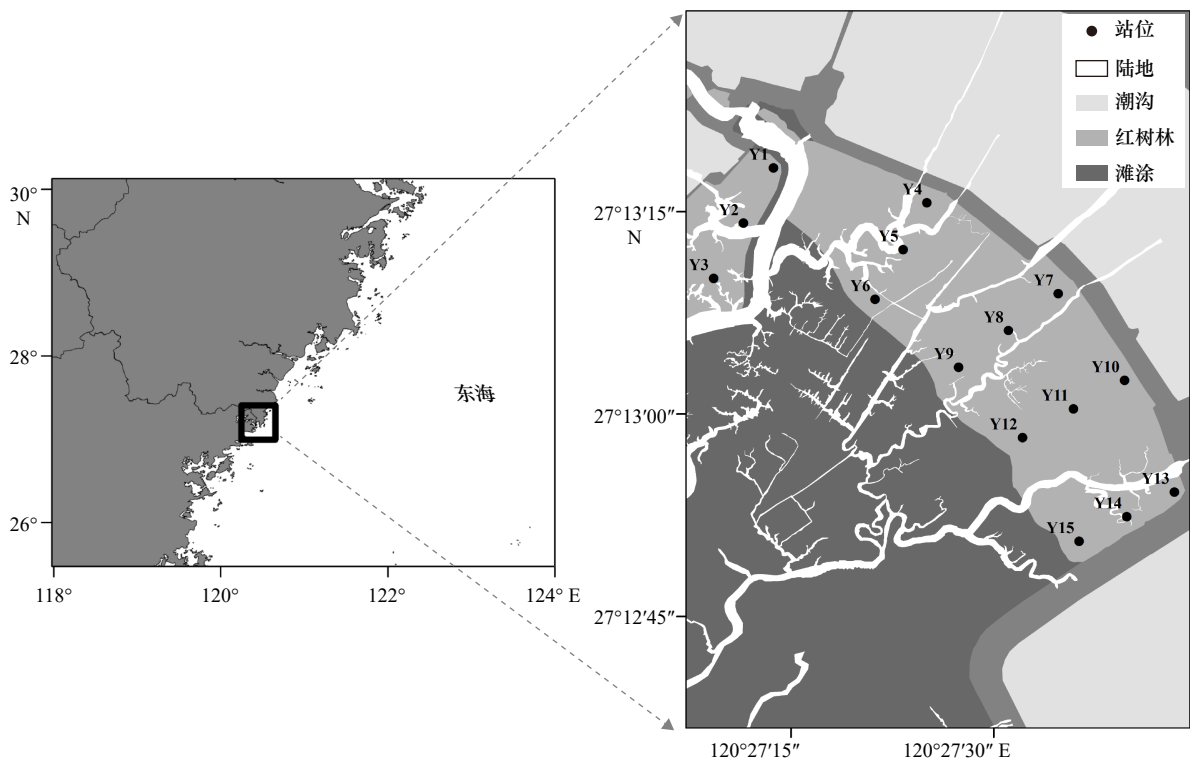 30°
N
28°
26°
118°
120°
122°
124° E
东海
站位
陆地
潮沟
红树林
滩涂
27°13′15″
N
27°13′00″
27°12′45″
120°27′15″
120°27′30″ E
Y1
Y2
Y3
Y4
Y5
Y6
Y7
Y8
Y9
Y10
Y11
Y12
Y13
Y14
Y15